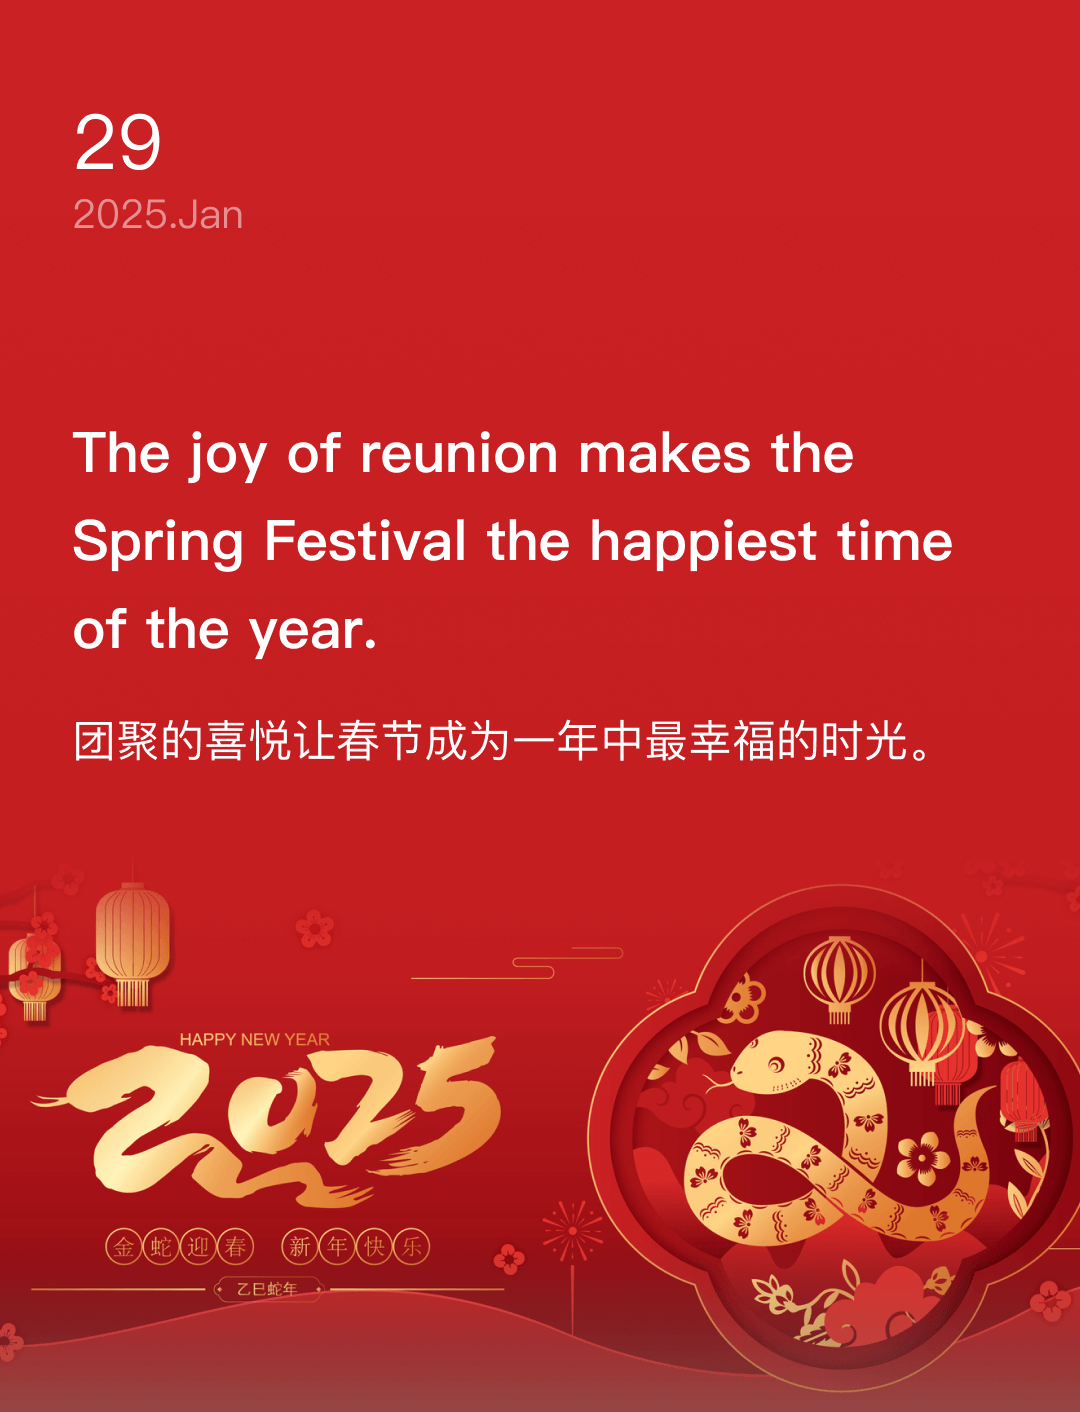 29
2025.Jan
The joy of reunion makes the
Spring Festival the happiest time
of the year.
团聚的喜悦让春节成为一年中最幸福的时光。
HAPPY NEW YEAR
2025
金蛇迎春 新年快乐
乙巳蛇年